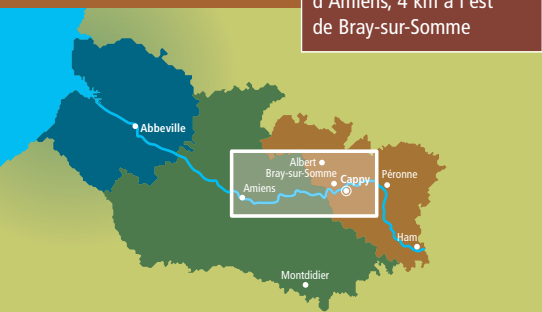 d'Amiens, 4 km à l'est
de Bray-sur-Somme
Abbeville
Albert
Bray-sur-Somme
Cappy
Péronne
Amiens
Ham
Montdidier